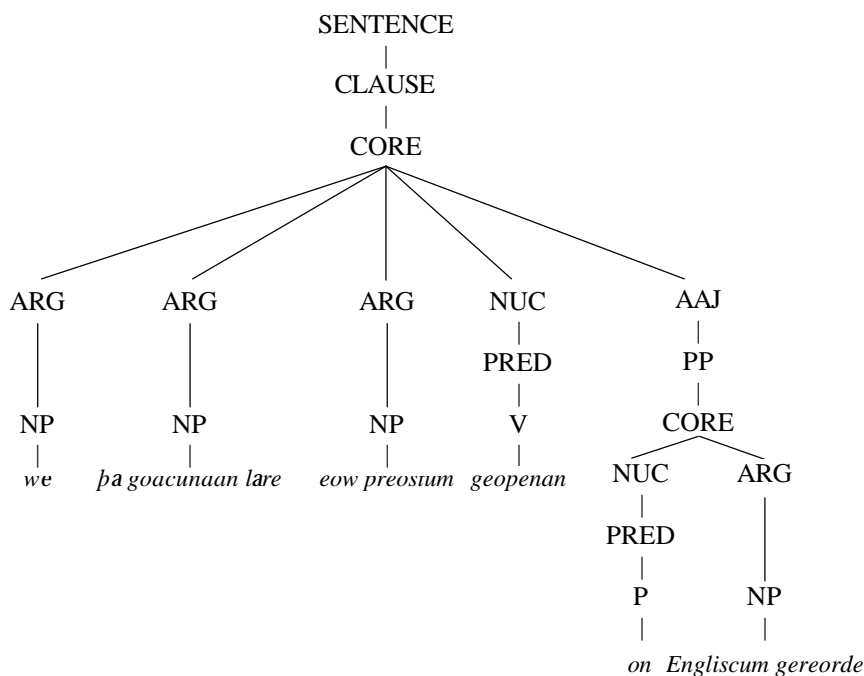 SENTENCE
CLAUSE
CORE
ARG ARG ARG NUC AAJ
PRED PP
NP NP NP V CORE
we þa godcundan lare eow preostum geopenan
NUC ARG
PRED
P NP
on Engliscum gereorde